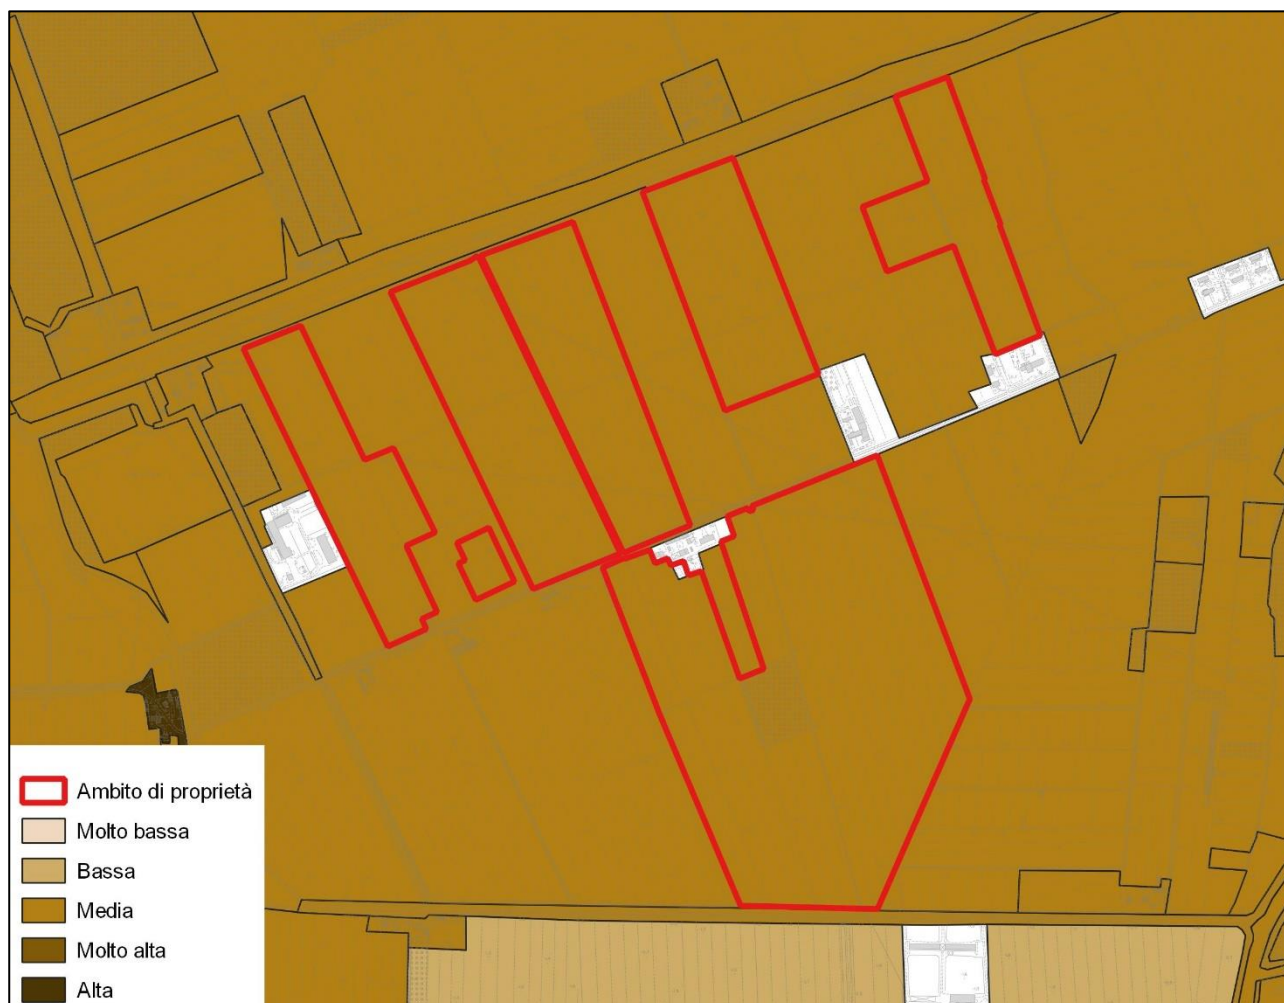 Ambito di proprietà
Molto bassa
Bassa
Media
Molto alta
Alta